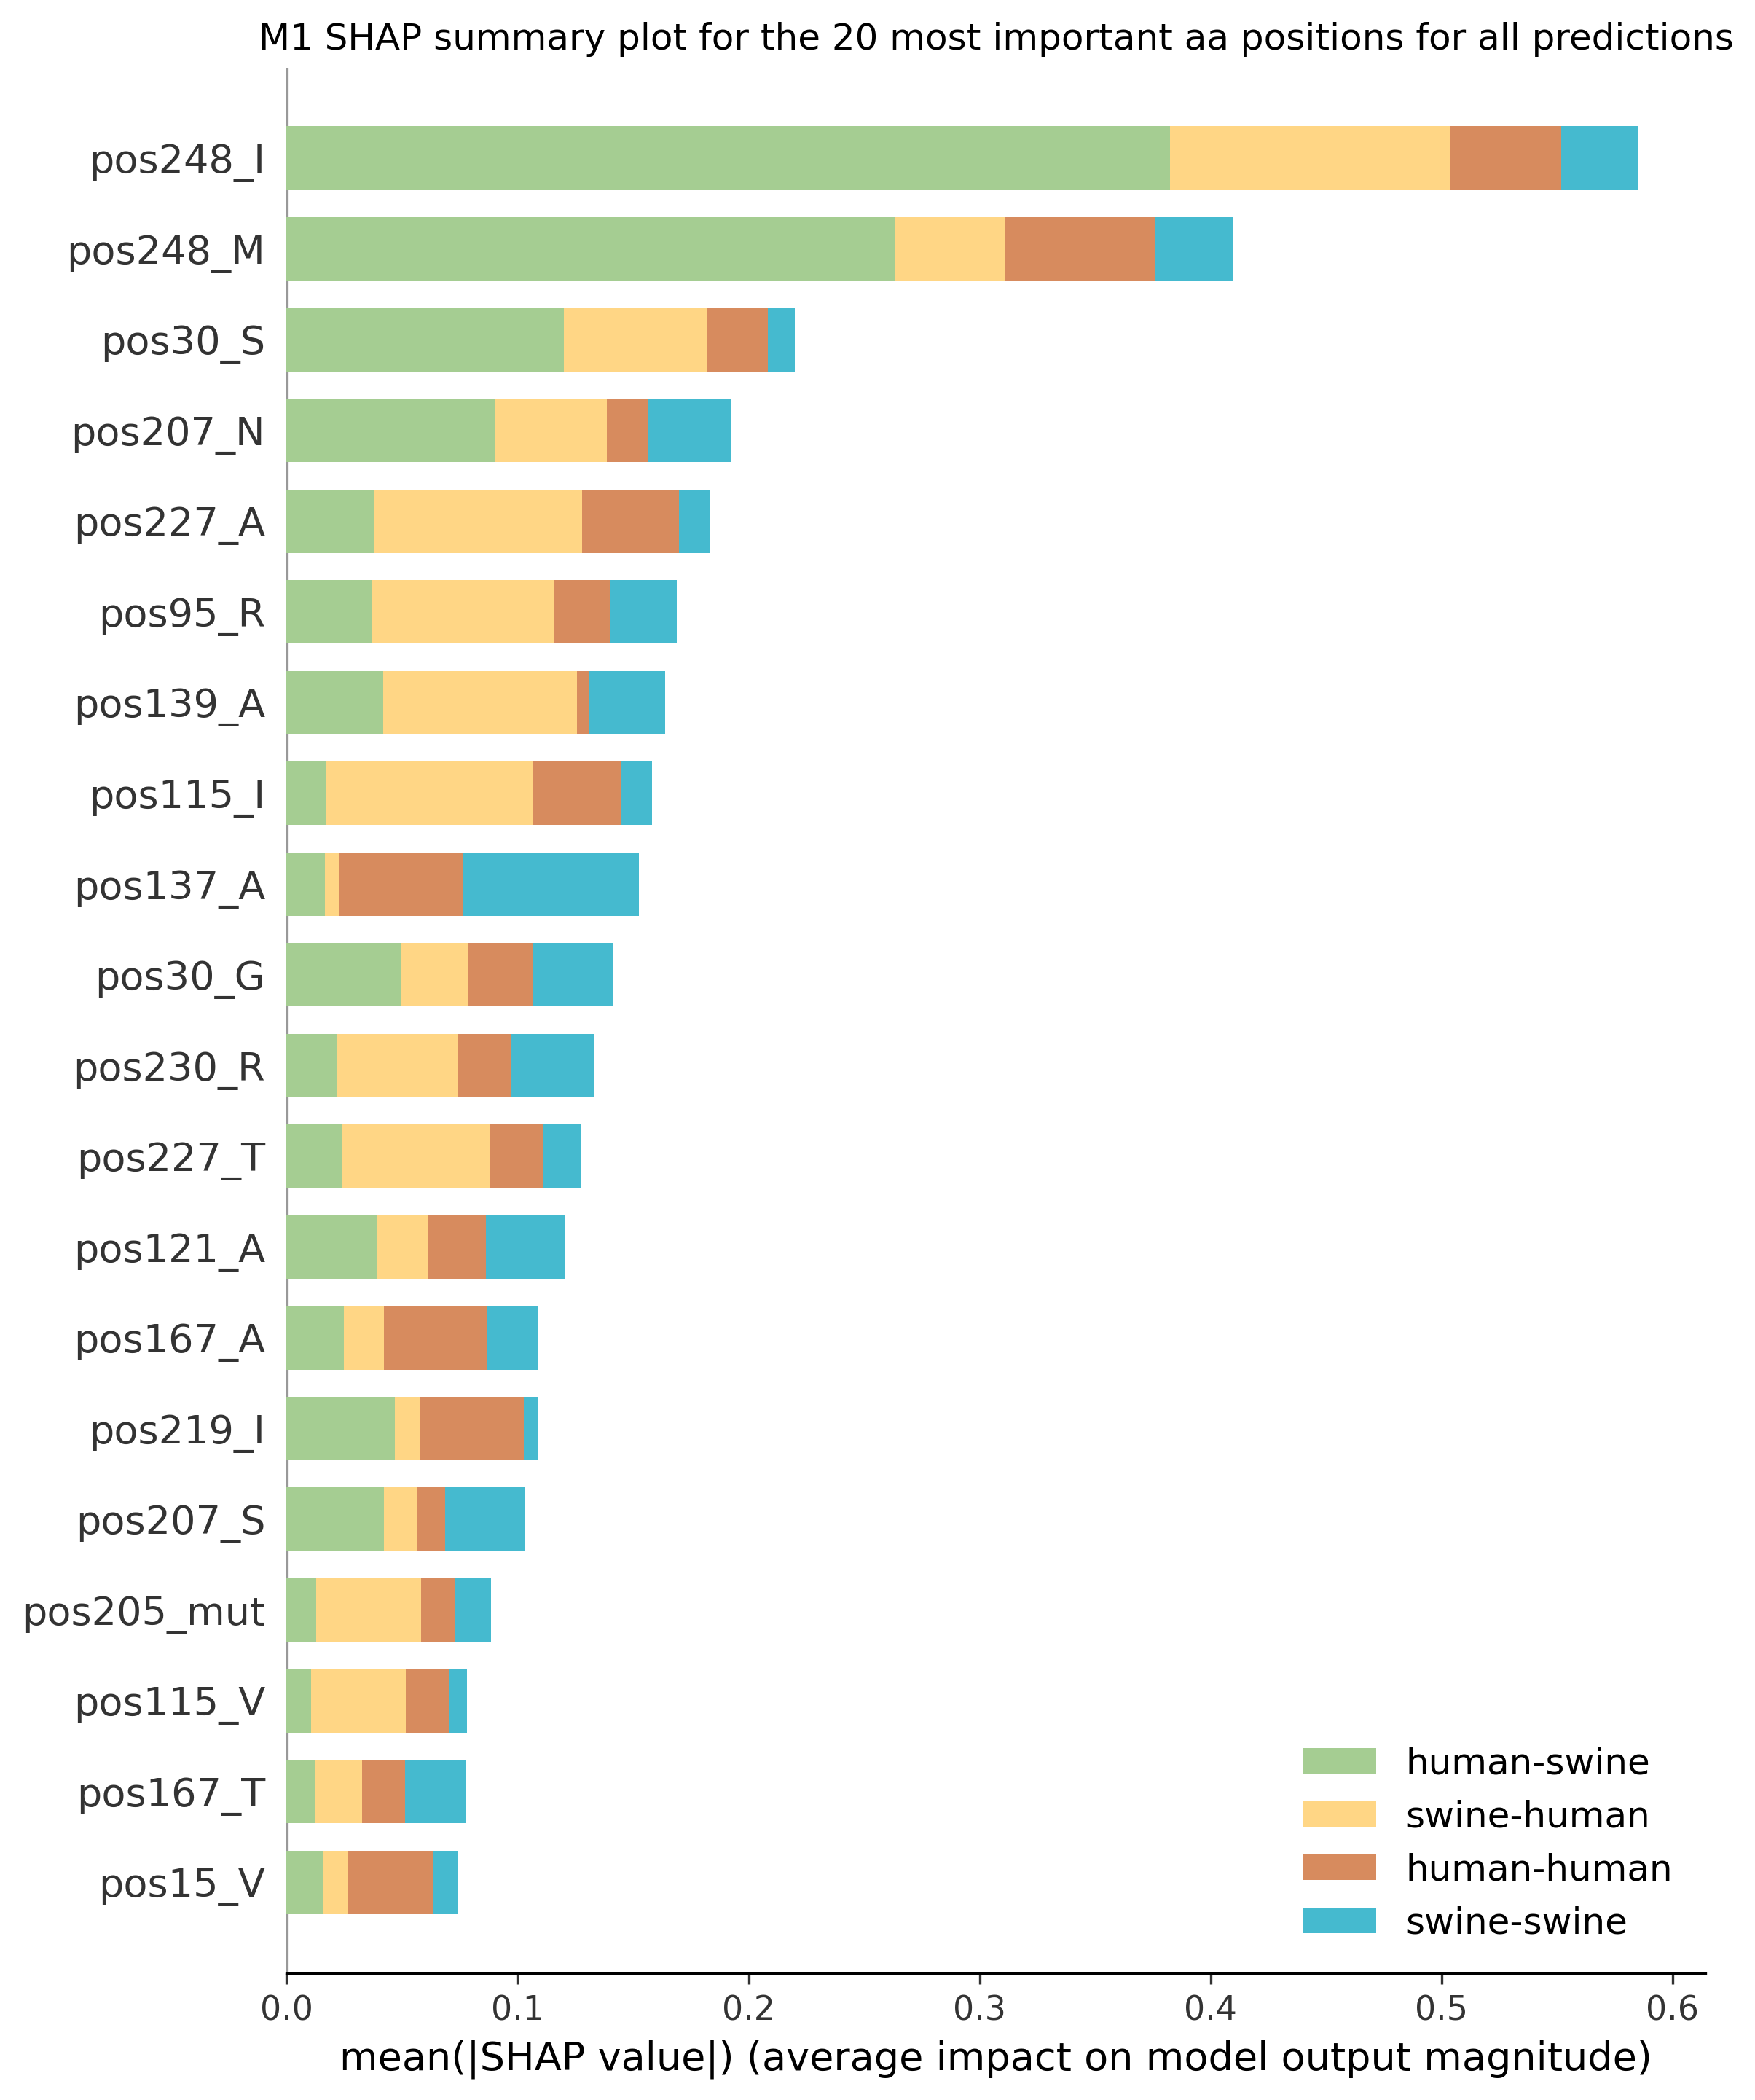 M1 SHAP summary plot for the 20 most important aa positions for all predictions
pos248_I
pos248_M
pos30_S
pos207_N
pos227_A
pos95_R
pos139_A
pos115_I
pos137_A
pos30_G
pos230_R
pos227_T
pos121_A
pos167_A
pos219_I
pos207_S
pos205_mut
pos115_V
pos167_T
pos15_V
human-swine
swine-human
human-human
swine-swine
0.0 0.1 0.2 0.3 0.4 0.5 0.6
mean(|SHAP value|) (average impact on model output magnitude)